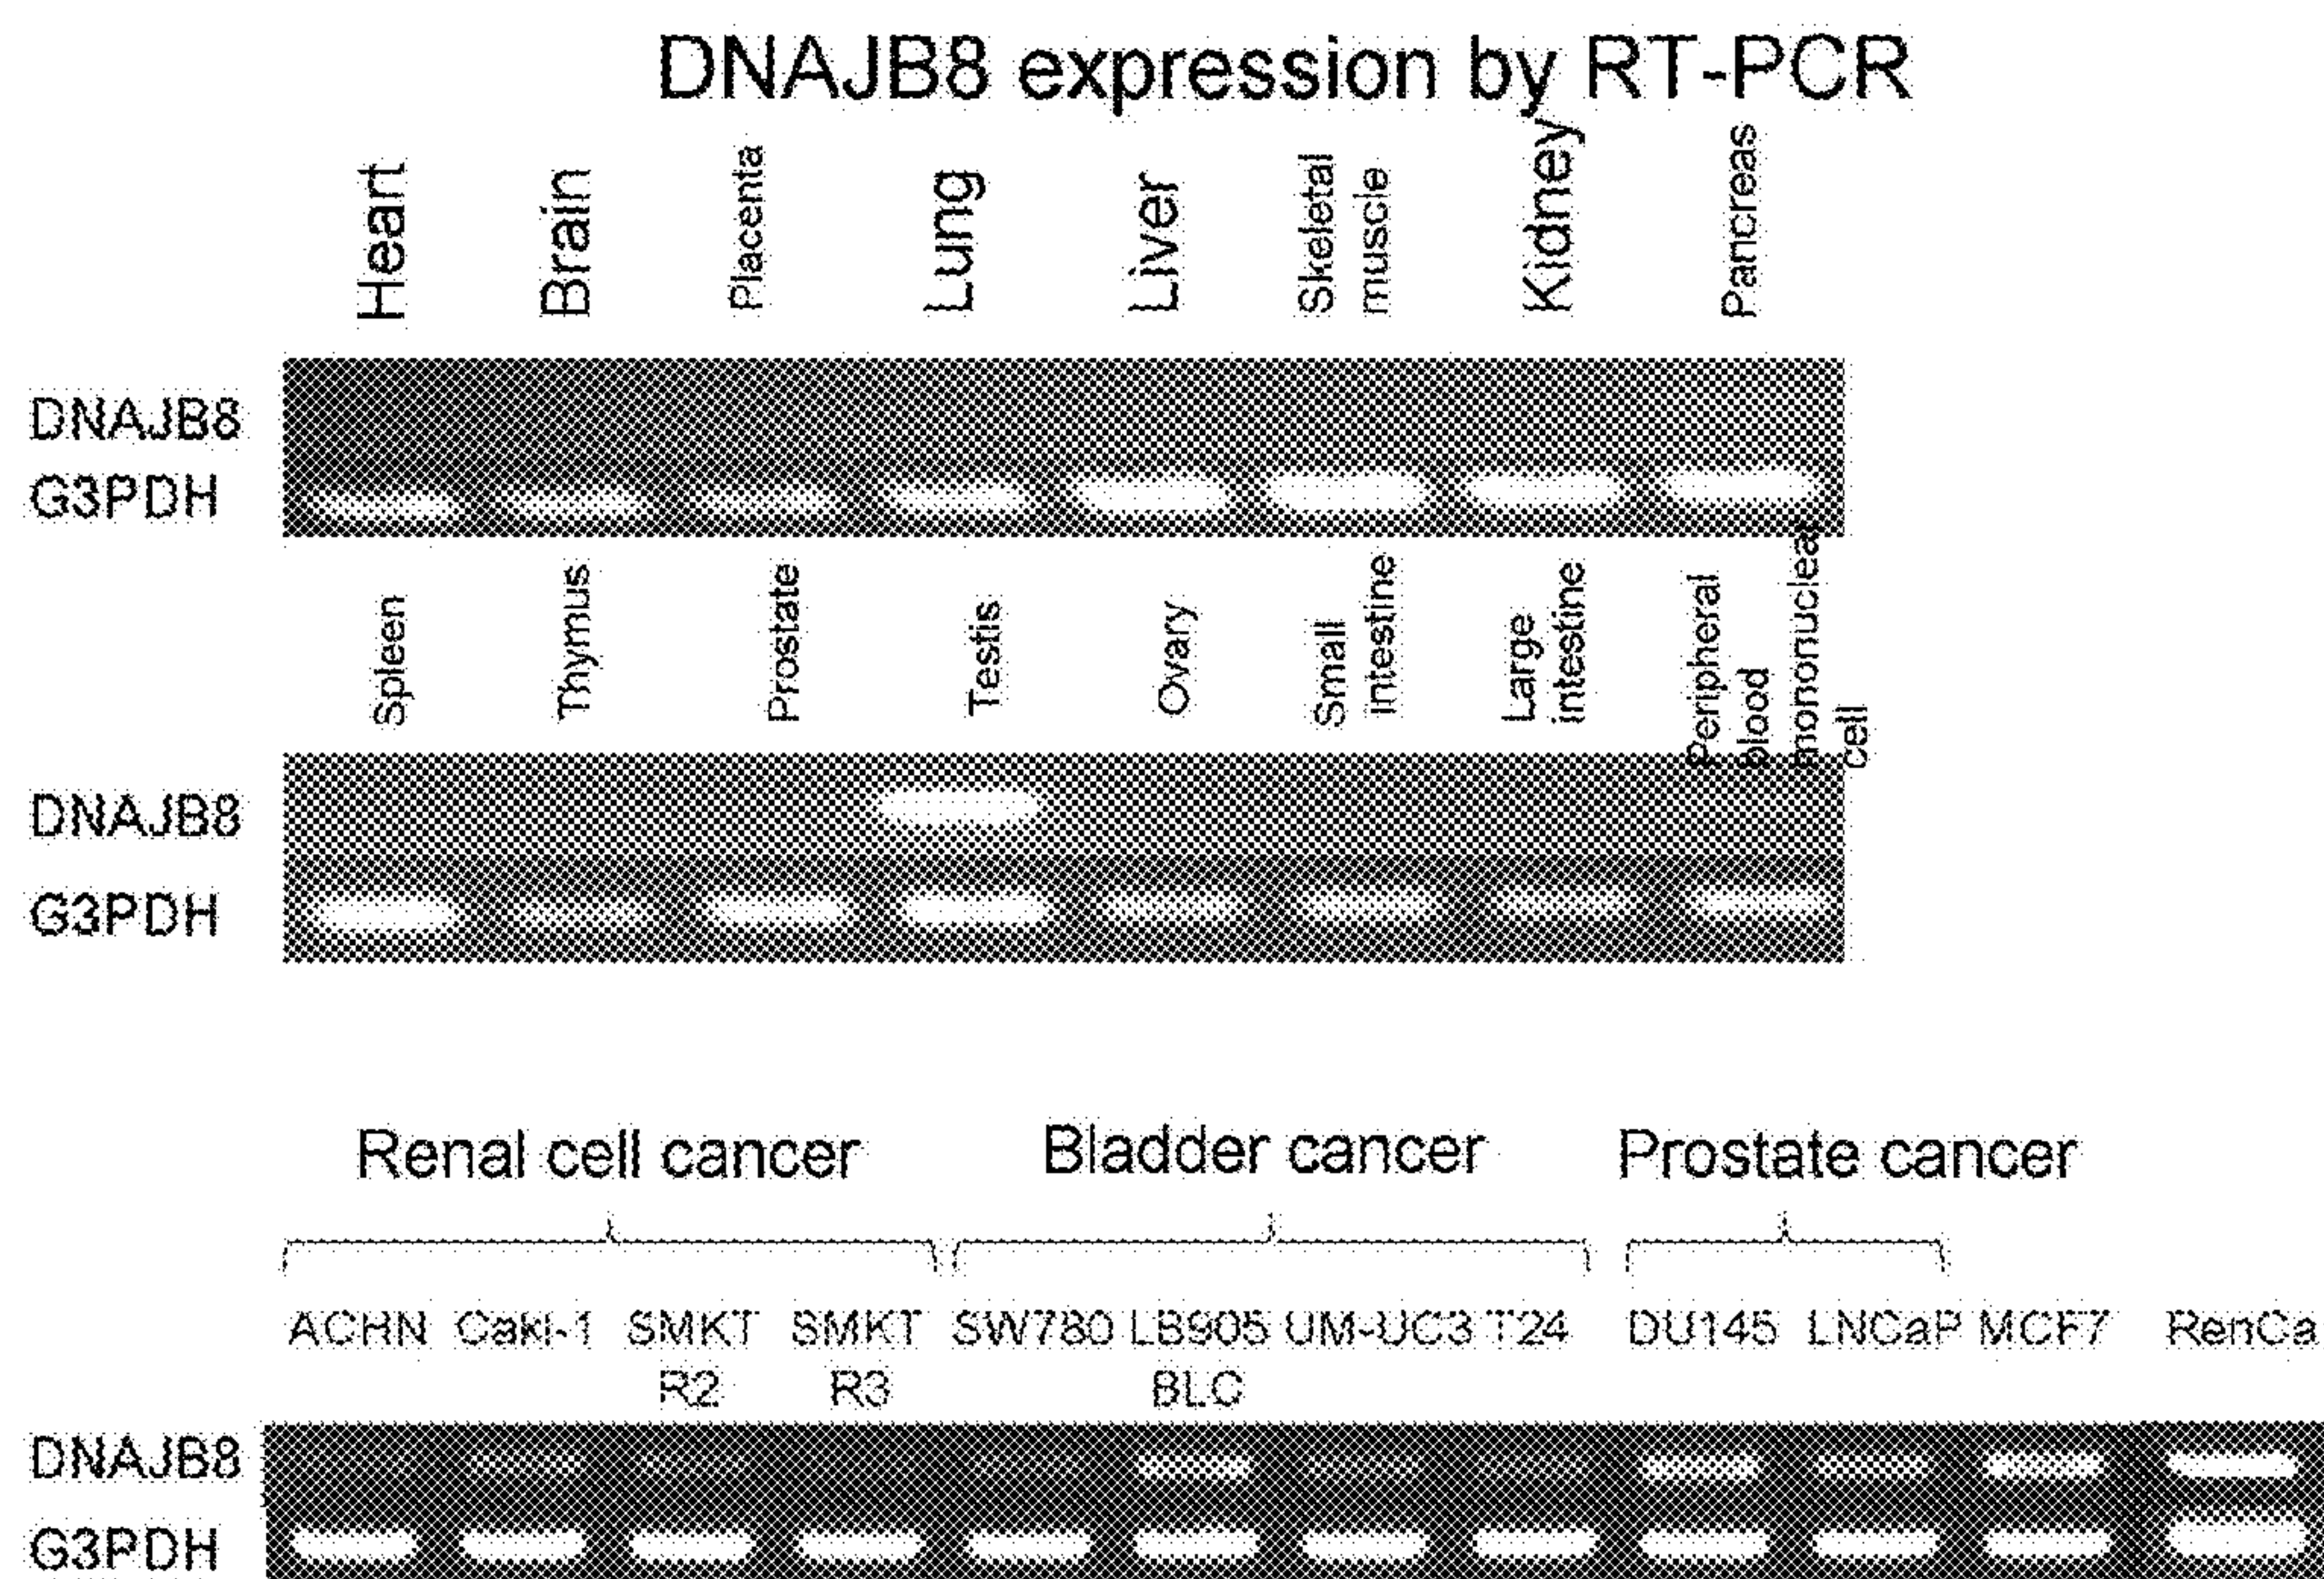 DNAJB8 expression by RT-PCR
Heart Brain Placenta Lung Liver Skeletal muscle Kidney Pancreas
DNAJB8
G3PDH
Spleen Thymus Prostate Testis Ovary Small intestine Large intestine Peripheral blood mononuclear cell
DNAJB8
G3PDH
Renal cell cancer Bladder cancer Prostate cancer
ACHN Caki-1 SMKT SMKT SW780 LB905 UM-UC3 T24 DU145 LNCaP MCF7 RenCa
R2 R3 BLC
DNAJB8
G3PDH